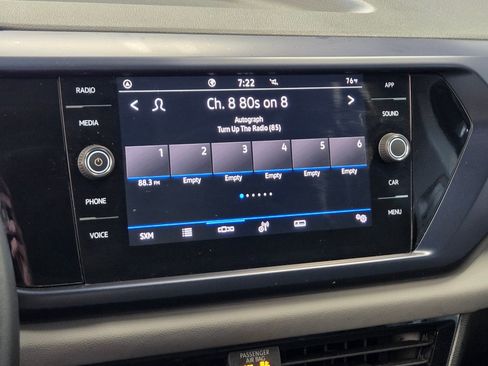 RADIO
MEDIA
PHONE
VOICE
7:22
76°F
Ch. 8 80s on 8
Autograph
Turn Up The Radio (85)
1 2 3 4 5 6
88.3 FM Empty Empty Empty Empty Empty
SXM
APP
SOUND
CAR
MENU
PASSENGER
AIR BAG